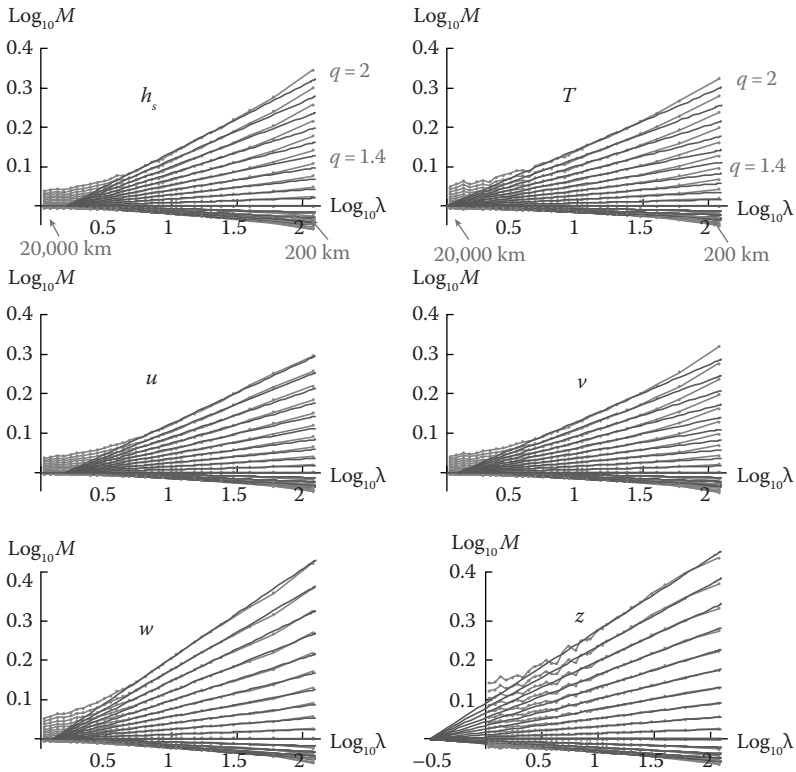 Log₁₀M Log₁₀M
0.4 0.4
0.3 q = 2 0.3 q = 2
hₛ T
0.2 0.2
0.1 q = 1.4 0.1 q = 1.4
Log₁₀λ Log₁₀λ
0.5 1 1.5 2 0.5 1 1.5 2
20,000 km 200 km 20,000 km 200 km
Log₁₀M Log₁₀M
0.4 0.4
0.3 0.3
u v
0.2 0.2
0.1 0.1
Log₁₀λ Log₁₀λ
0.5 1 1.5 2 0.5 1 1.5 2
Log₁₀M Log₁₀M
0.4 0.4
0.3 0.3
w z
0.2 0.2
0.1 0.1
Log₁₀λ Log₁₀λ
0.5 1 1.5 2 −0.5 0.5 1 1.5 2